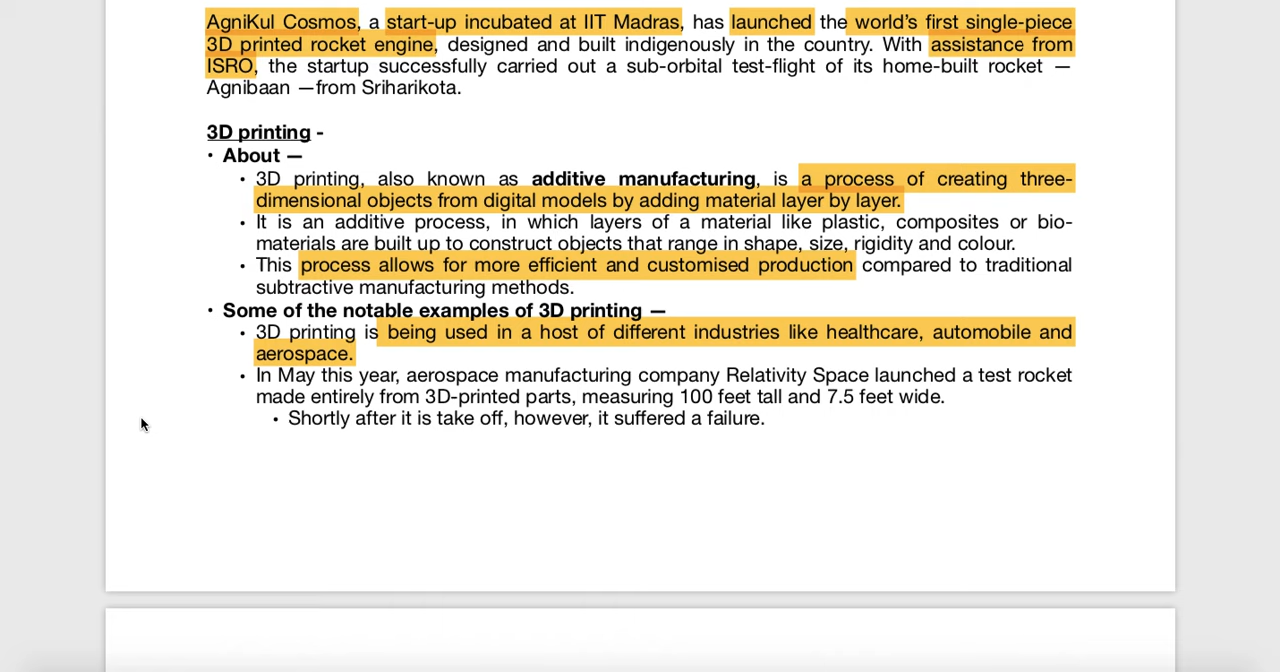 AgniKul Cosmos, a start-up incubated at IIT Madras, has launched the world's first single-piece
3D printed rocket engine, designed and built indigenously in the country. With assistance from
ISRO, the startup successfully carried out a sub-orbital test-flight of its home-built rocket —
Agnibaan —from Sriharikota.
3D printing -
• About —
• 3D printing, also known as additive manufacturing, is a process of creating three-
dimensional objects from digital models by adding material layer by layer.
• It is an additive process, in which layers of a material like plastic, composites or bio-
materials are built up to construct objects that range in shape, size, rigidity and colour.
• This process allows for more efficient and customised production compared to traditional
subtractive manufacturing methods.
• Some of the notable examples of 3D printing —
• 3D printing is being used in a host of different industries like healthcare, automobile and
aerospace.
• In May this year, aerospace manufacturing company Relativity Space launched a test rocket
made entirely from 3D-printed parts, measuring 100 feet tall and 7.5 feet wide.
• Shortly after it is take off, however, it suffered a failure.